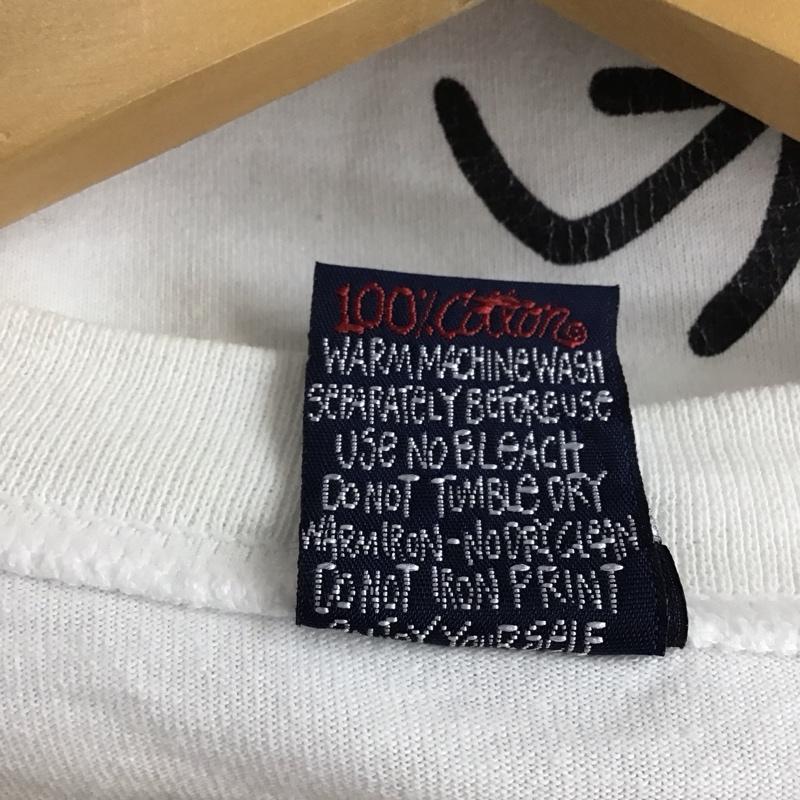 100% Cotton
WARM MACHINE WASH
SEPARATELY BEFORE USE
USE NO BLEACH
DO NOT TUMBLE DRY
WARM IRON - NO DRY CLEAN
DO NOT IRON PRINT
YOURSALF